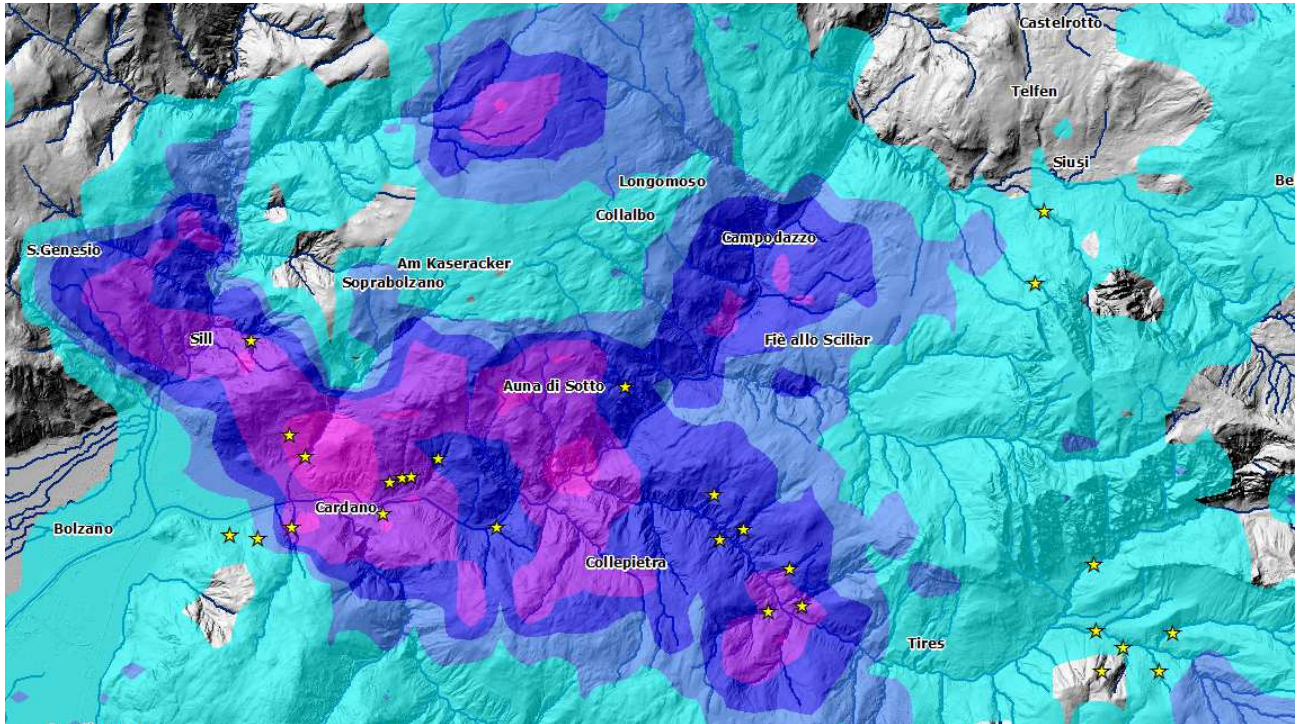 Castelrotto
Telfen
Siusi
Be
Longomoso
Collalbo
Campodazzo
S.Genesio
Am Kaseracker
Soprabolzano
Sill
Fiè allo Sciliar
Auna di Sotto
Cardano
Bolzano
Collepietra
Tires